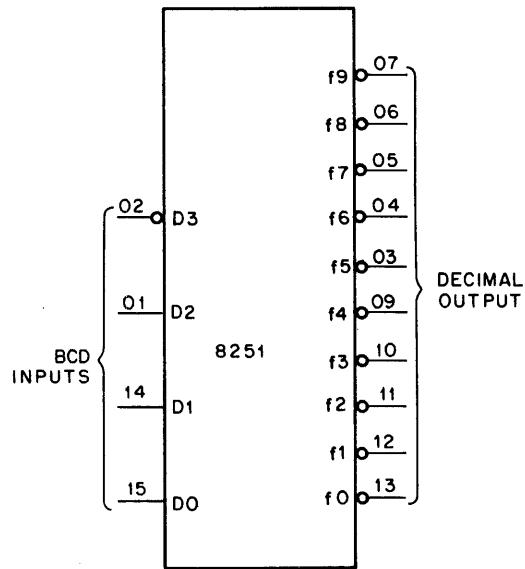 f9 07
f8 06
f7 05
02 D3 f6 04
f5 03
DECIMAL
OUTPUT
01 D2 f4 09
8251
BCD
INPUTS
f3 10
14 D1 f2 11
f1 12
15 D0 f0 13